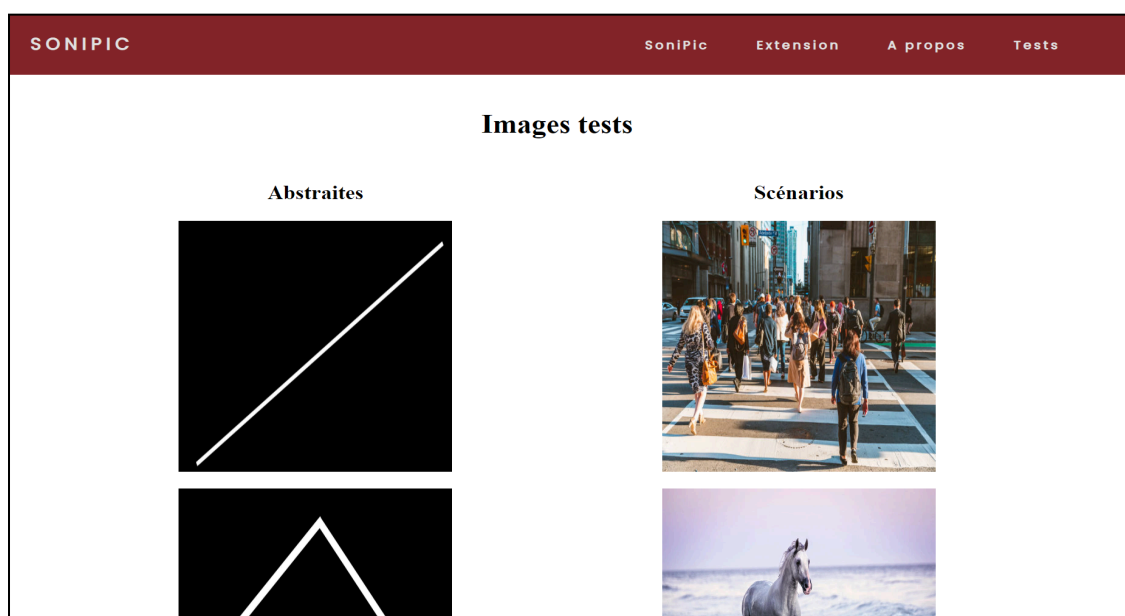 SONIPIC
SoniPic Extension A propos Tests
Images tests
Abstraites
Scénarios